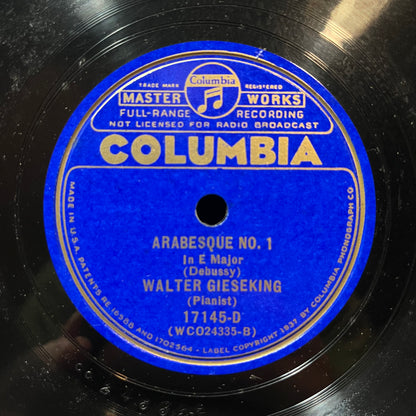 TRADE MARK Columbia REGISTERED
MASTER WORKS
FULL-RANGE RECORDING
NOT LICENSED FOR RADIO BROADCAST
COLUMBIA
ARABESQUE NO. 1
In E Major
(Debussy)
WALTER GIESEKING
(Pianist)
17145-D
(WCO24335-B)
MADE IN U.S.A. PATENTS RE 16588 AND 1702564 - LABEL COPYRIGHT 1937 BY COLUMBIA PHONOGRAPH CO